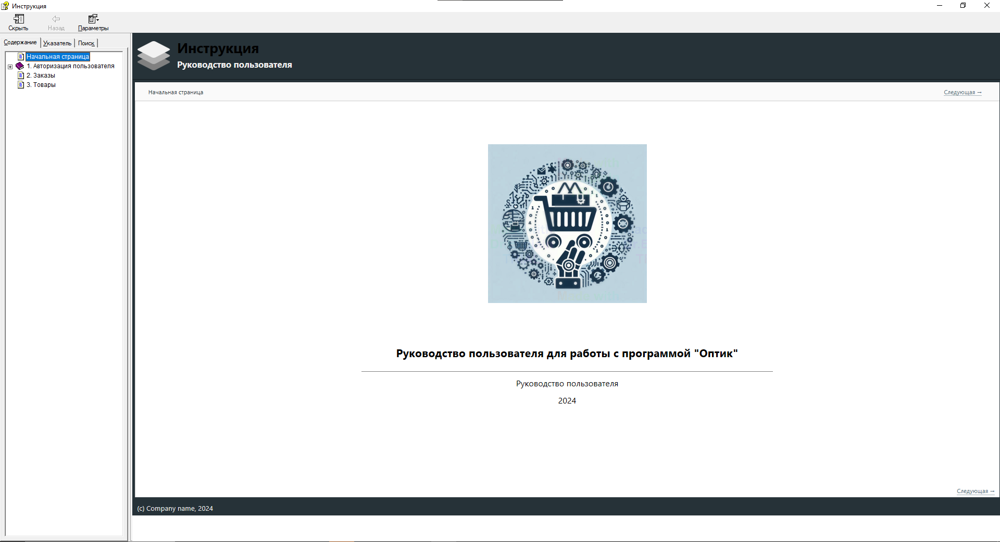 Инструкция
Скрыть
Назад
Параметры
Содержание
Указатель
Поиск
Начальная страница
1. Авторизация пользователя
2. Заказы
3. Товары
Инструкция
Руководство пользователя
Начальная страница
Следующая →
Руководство пользователя для работы с программой "Оптик"
Руководство пользователя
2024
Следующая →
(c) Company name, 2024